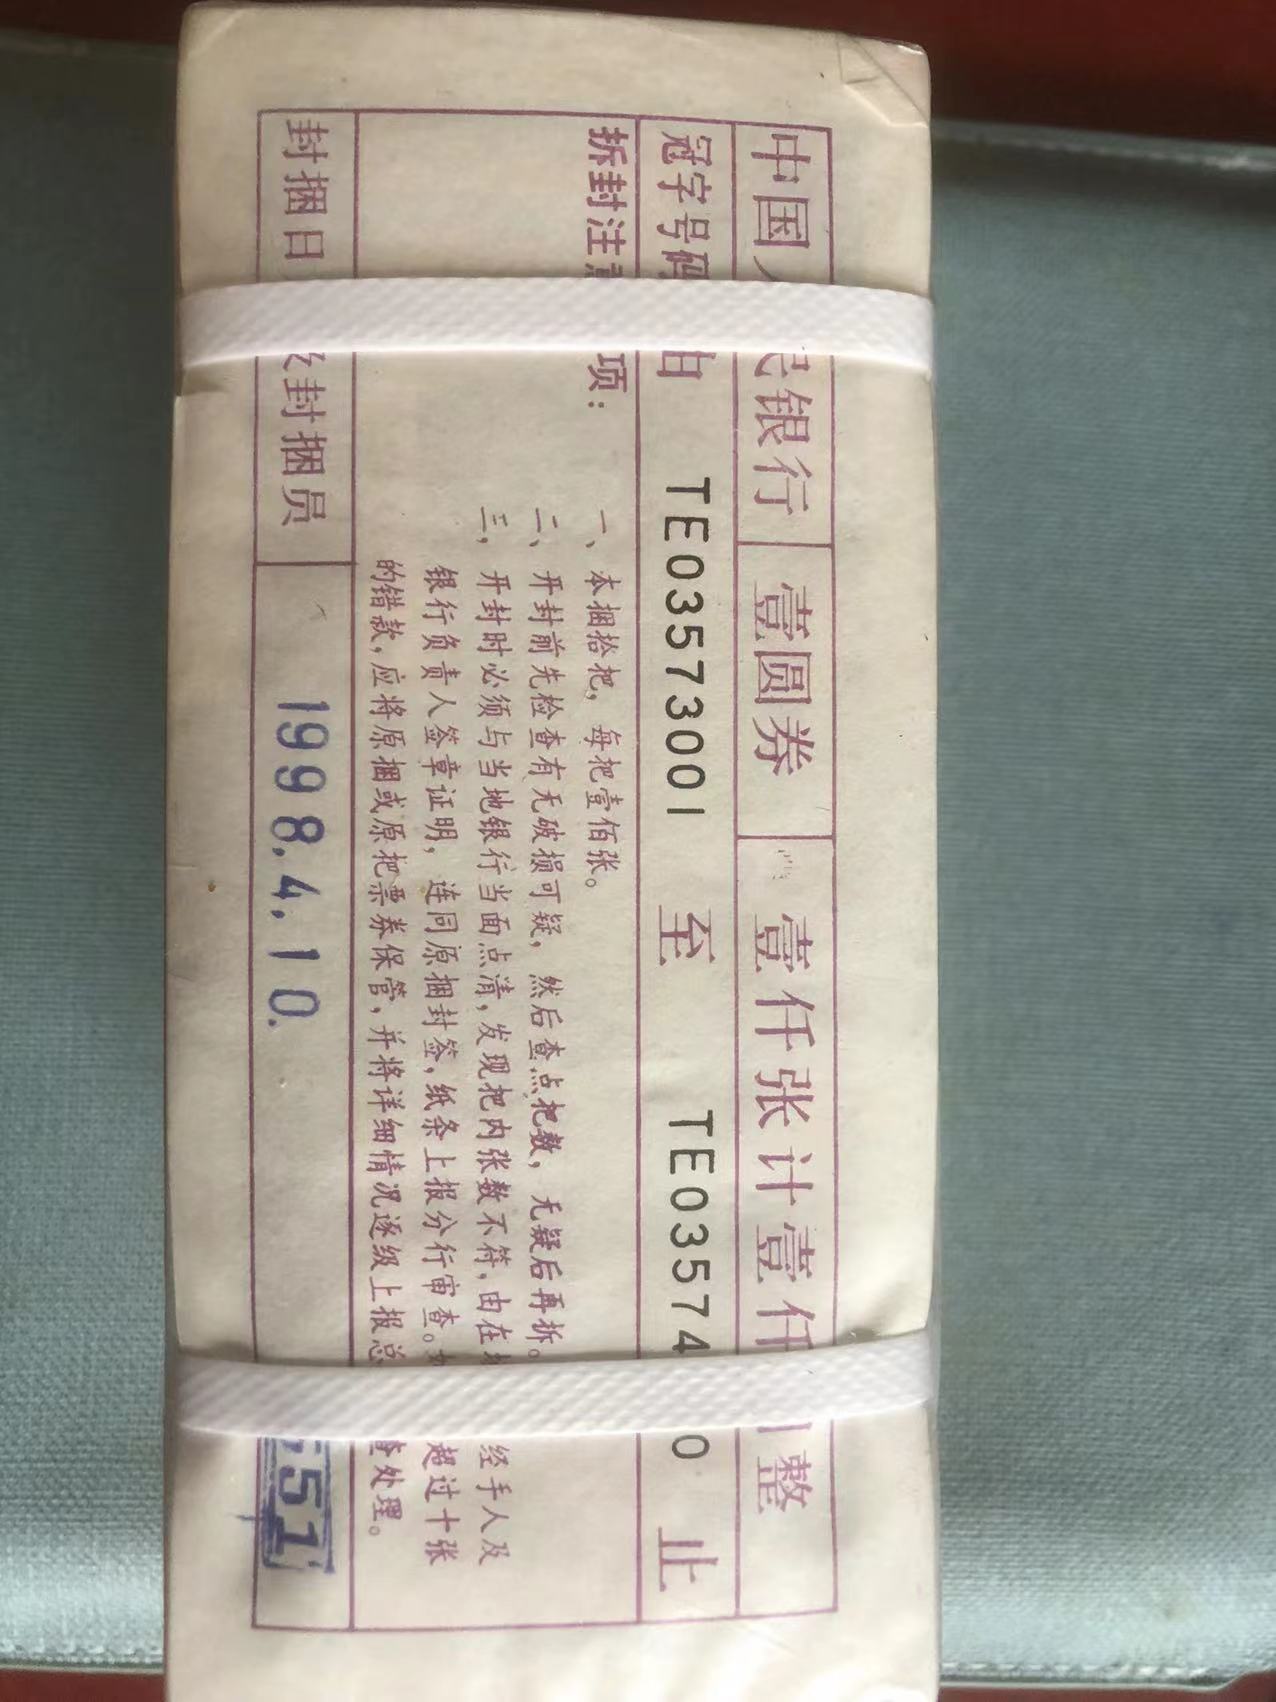 中国人民银行 壹圆券 壹仟张计壹仟 整
冠字号码 由 TE03573001 至 TE03574 0 止
拆封注意 项：
一、本捆拾把，每把壹佰张。
二、开封前先检查有无破损可疑，然后查点把数，无疑后再拆。
三，开封时必须与当地银行当面点清，发现把内张数不符，由在 经手人及
银行负责人签章证明，连同原捆封签，纸条上报分行审查。 超过十张
的错款，应将原捆或原把票券保管，并将详细情况逐级上报总 查处理。
封捆日 及封捆员 1998.4.10. 551